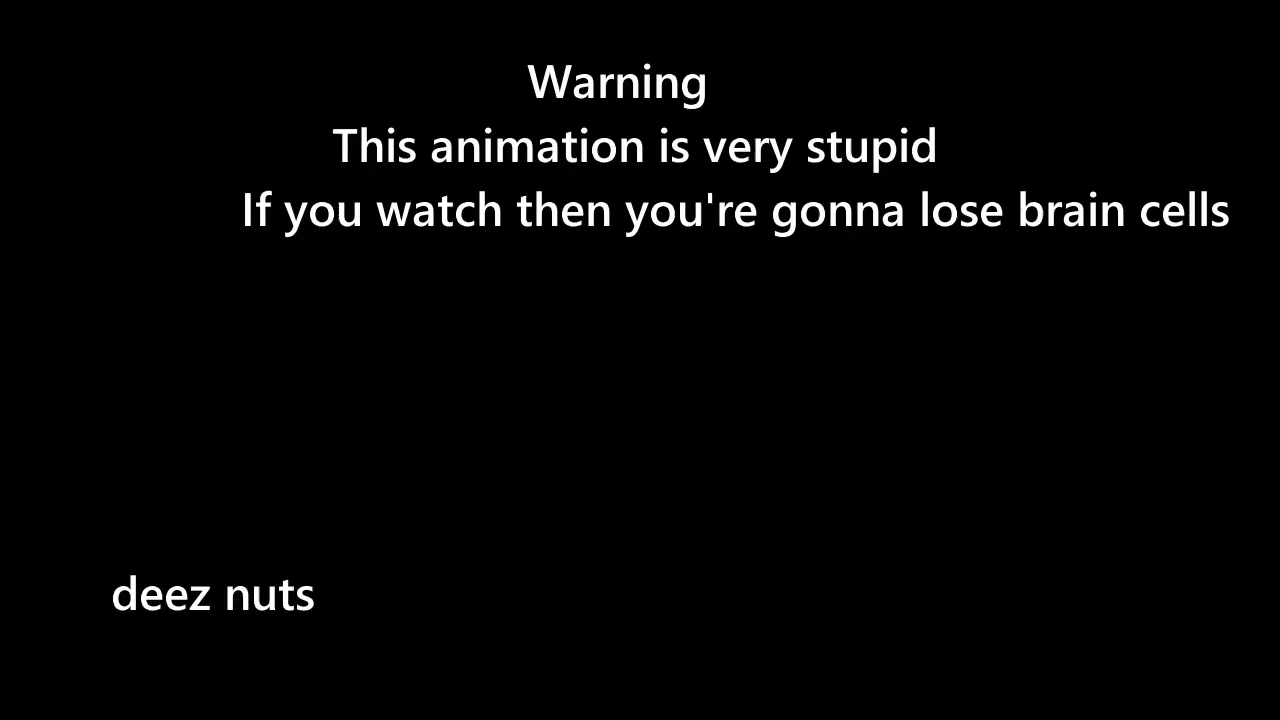 Warning
This animation is very stupid
If you watch then you're gonna lose brain cells
deez nuts